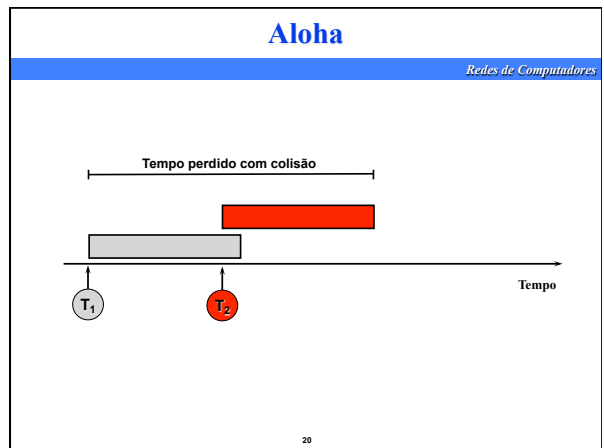 Aloha
Redes de Computadores
Tempo perdido com colisão
Tempo
T₁
T₂
20